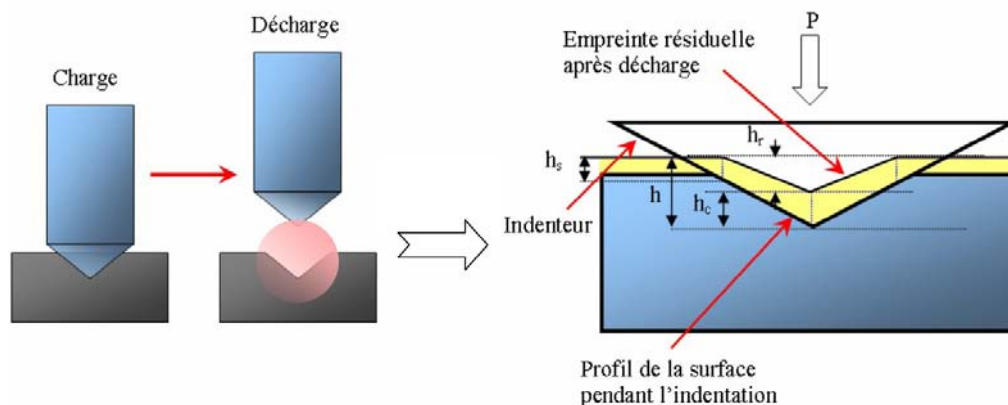 Charge
Décharge
P
Empreinte résiduelle
après décharge
hr
hs
h
hc
Indenteur
Profil de la surface
pendant l'indentation